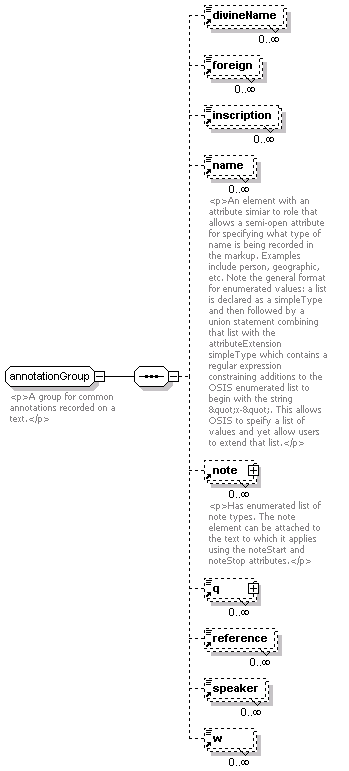 divineName
0..∞
foreign
0..∞
inscription
0..∞
name
0..∞
<p>An element with an
attribute simiar to role that
allows a semi-open attribute
for specifying what type of
name is being recorded in
the markup. Examples
include person, geographic,
etc. Note the general format
for enumerated values: a list
is declared as a simpleType
and then followed by a
union statement combining
that list with the
attributeExtension
simpleType which contains a
regular expression
constraining additions to the
OSIS enumerated list to
begin with the string
&quot;x-&quot;. This allows
OSIS to speify a list of
values and yet allow users
to extend that list.</p>
annotationGroup
<p>A group for common
annotations recorded on a
text.</p>
note
0..∞
<p>Has enumerated list of
note types. The note
element can be attached to
the text to which it applies
using the noteStart and
noteStop attributes.</p>
q
0..∞
reference
0..∞
speaker
0..∞
w
0..∞